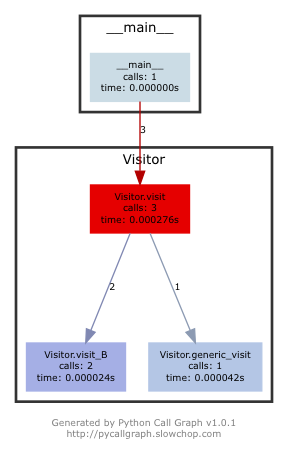 __main__
__main__
calls: 1
time: 0.000000s
3
Visitor
Visitor.visit
calls: 3
time: 0.000276s
2
1
Visitor.visit_B
calls: 2
time: 0.000024s
Visitor.generic_visit
calls: 1
time: 0.000042s
Generated by Python Call Graph v1.0.1
http://pycallgraph.slowchop.com